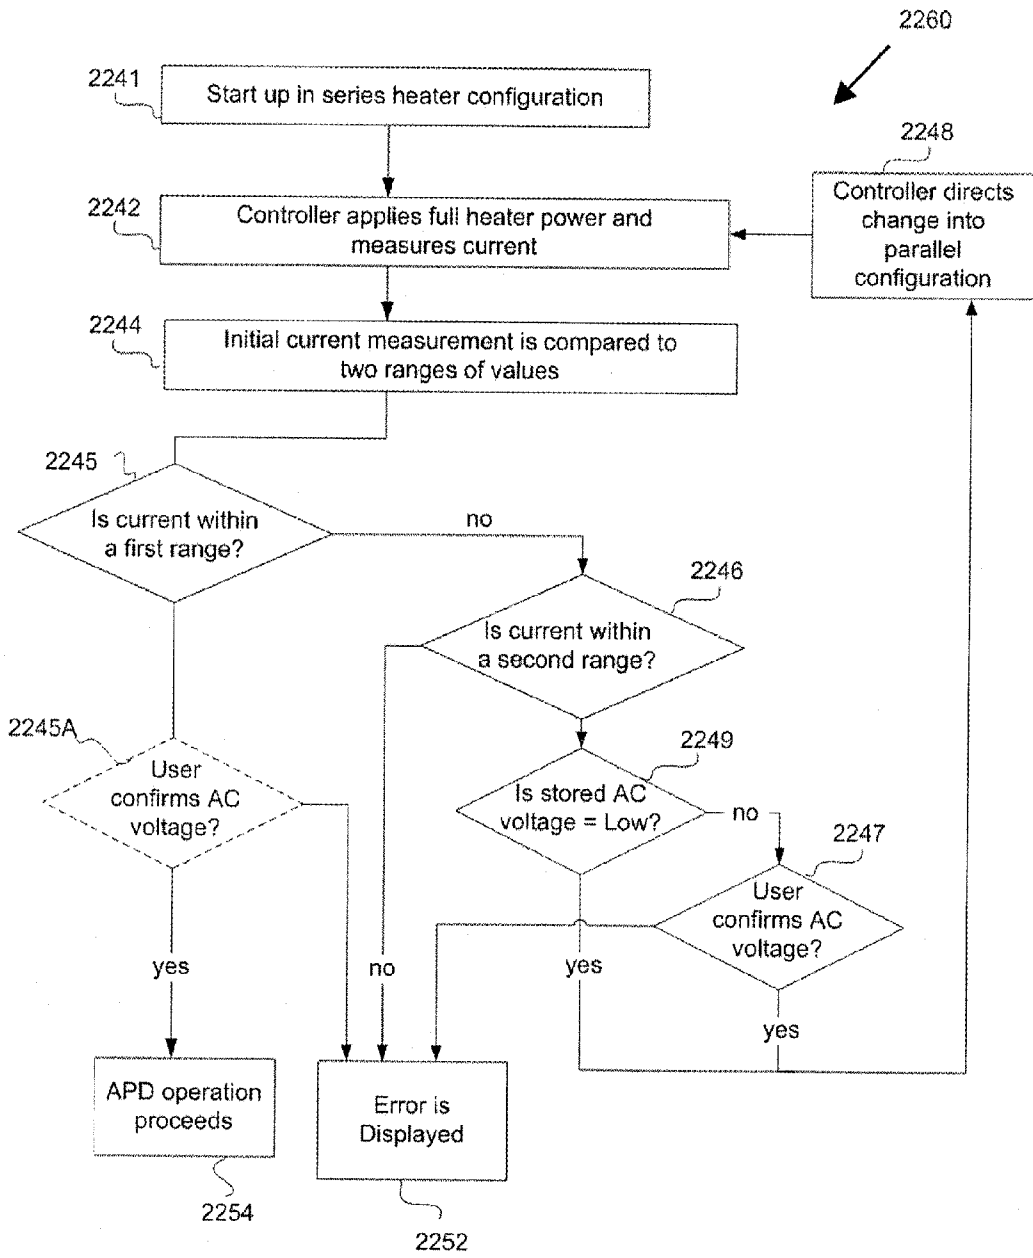 2260
2241
Start up in series heater configuration
2248
Controller directs
change into
parallel
configuration
2242
Controller applies full heater power and
measures current
2244
Initial current measurement is compared to
two ranges of values
2245
Is current within
a first range?
no
2246
Is current within
a second range?
2245A
User
confirms AC
voltage?
2249
Is stored AC
voltage = Low?
no
2247
User
confirms AC
voltage?
yes
no
yes
yes
APD operation
proceeds
Error is
Displayed
2254
2252